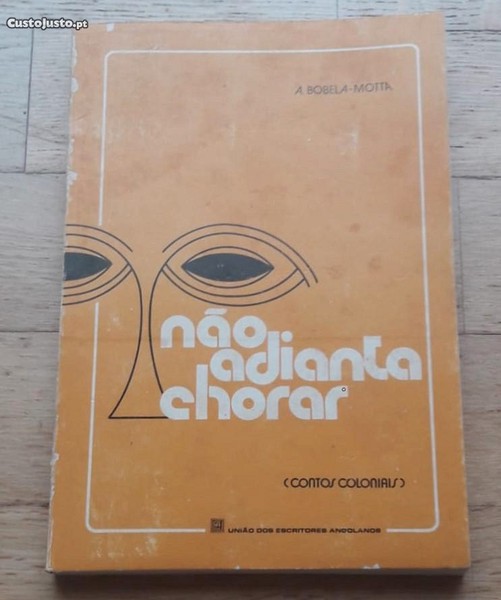 CustoJusto.pt
A. BOBELA-MOTTA
não
adianta
chorar
(CONTOS COLONIAIS)
UNIÃO DOS ESCRITORES ANGOLANOS